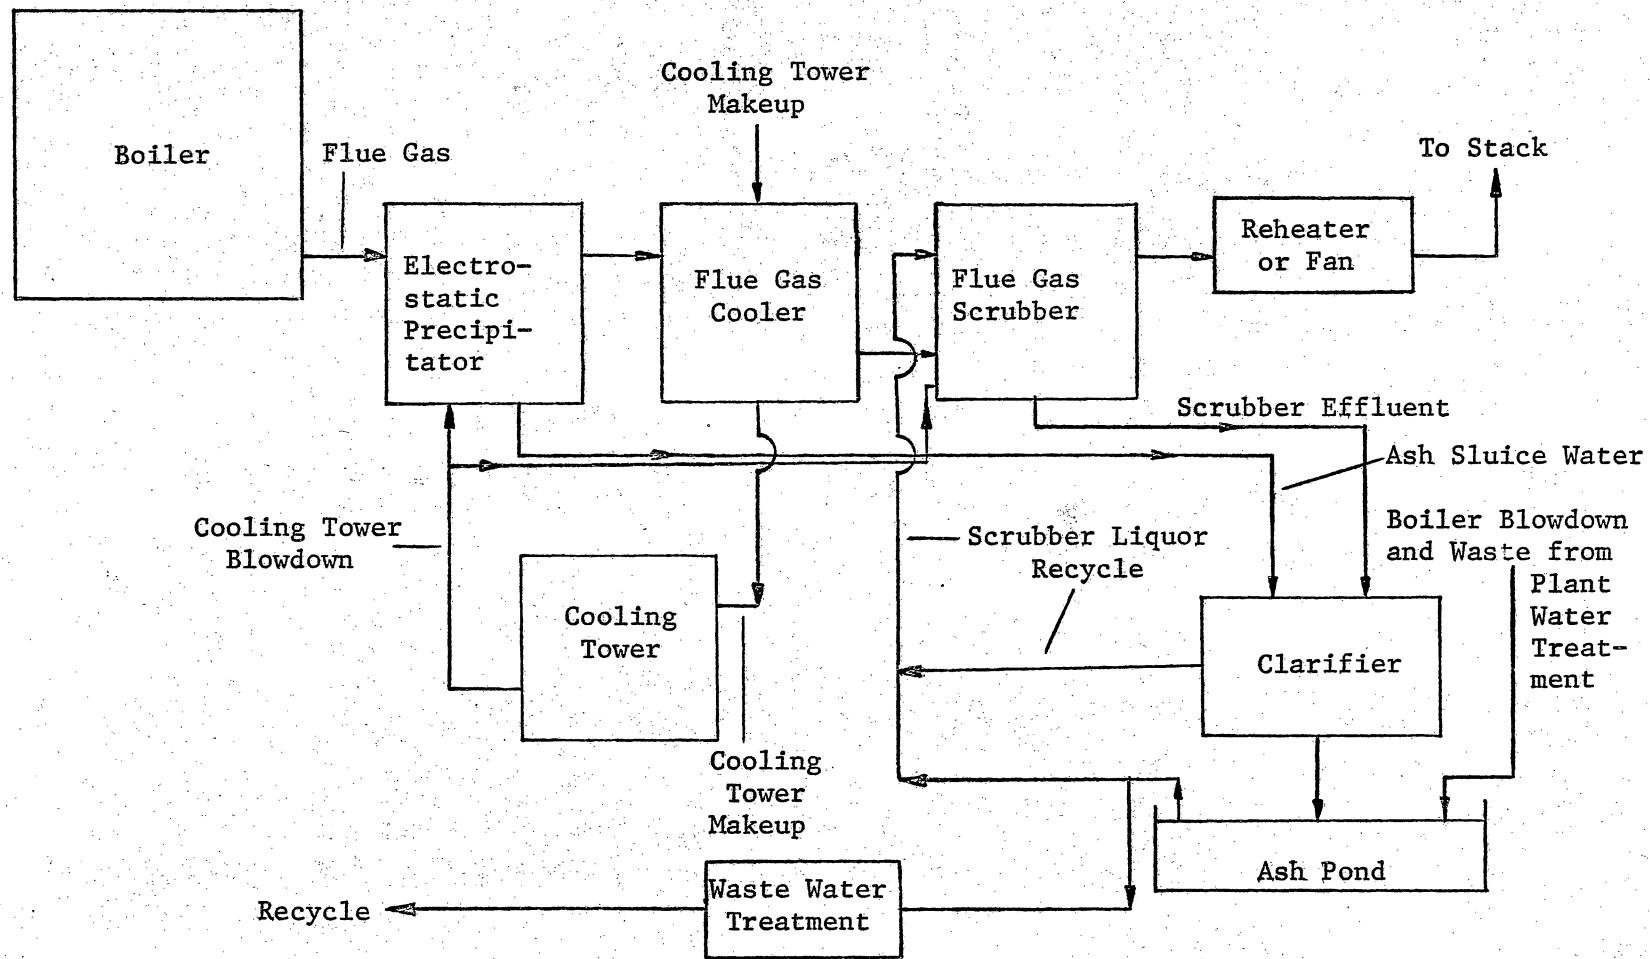 Cooling Tower
Makeup
Boiler
Flue Gas
To Stack
Electro-
static
Precipi-
tator
Flue Gas
Cooler
Flue Gas
Scrubber
Reheater
or Fan
Scrubber Effluent
Ash Sluice Water
Cooling Tower
Blowdown
Scrubber Liquor
Recycle
Boiler Blowdown
and Waste from
Plant
Water
Treat-
ment
Cooling
Tower
Clarifier
Cooling
Tower
Makeup
Ash Pond
Waste Water
Treatment
Recycle